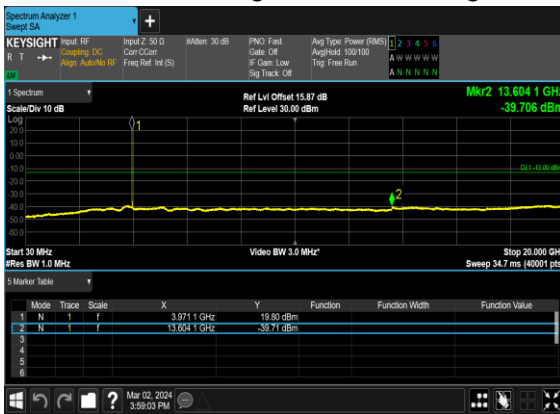 Spectrum Analyzer 1
Swept SA
+
KEYSIGHT Input: RF Input Z: 50 Ω #Atten: 30 dB PNO: Fast Avg Type: Power (RMS) 1 2 3 4 5 6
R T Coupling: DC Corr CCorr Gate: Off Avg|Hold: 100/100 A W W W W W
Align: Auto/No RF Freq Ref: Int (S) IF Gain: Low Trig: Free Run
LV Sig Track: Off A N N N N N
1 Spectrum Ref Lvl Offset 15.87 dB Mkr2 13.604 1 GHz
Scale/Div 10 dB Ref Level 30.00 dBm -39.706 dBm
Log
20.0
10.0
0.00
-10.0
DL1 -13.00 dBm
-20.0
-30.0
-40.0
-50.0
-60.0
1
2
Start 30 MHz Video BW 3.0 MHz* Stop 20.000 GHz
#Res BW 1.0 MHz Sweep 34.7 ms (40001 pts)
5 Marker Table
Mode Trace Scale X Y Function Function Width Function Value
1 N 1 f 3.971 1 GHz 19.80 dBm
2 N 1 f 13.604 1 GHz -39.71 dBm
3
4
5
6
? Mar 02, 2024
3:59:03 PM